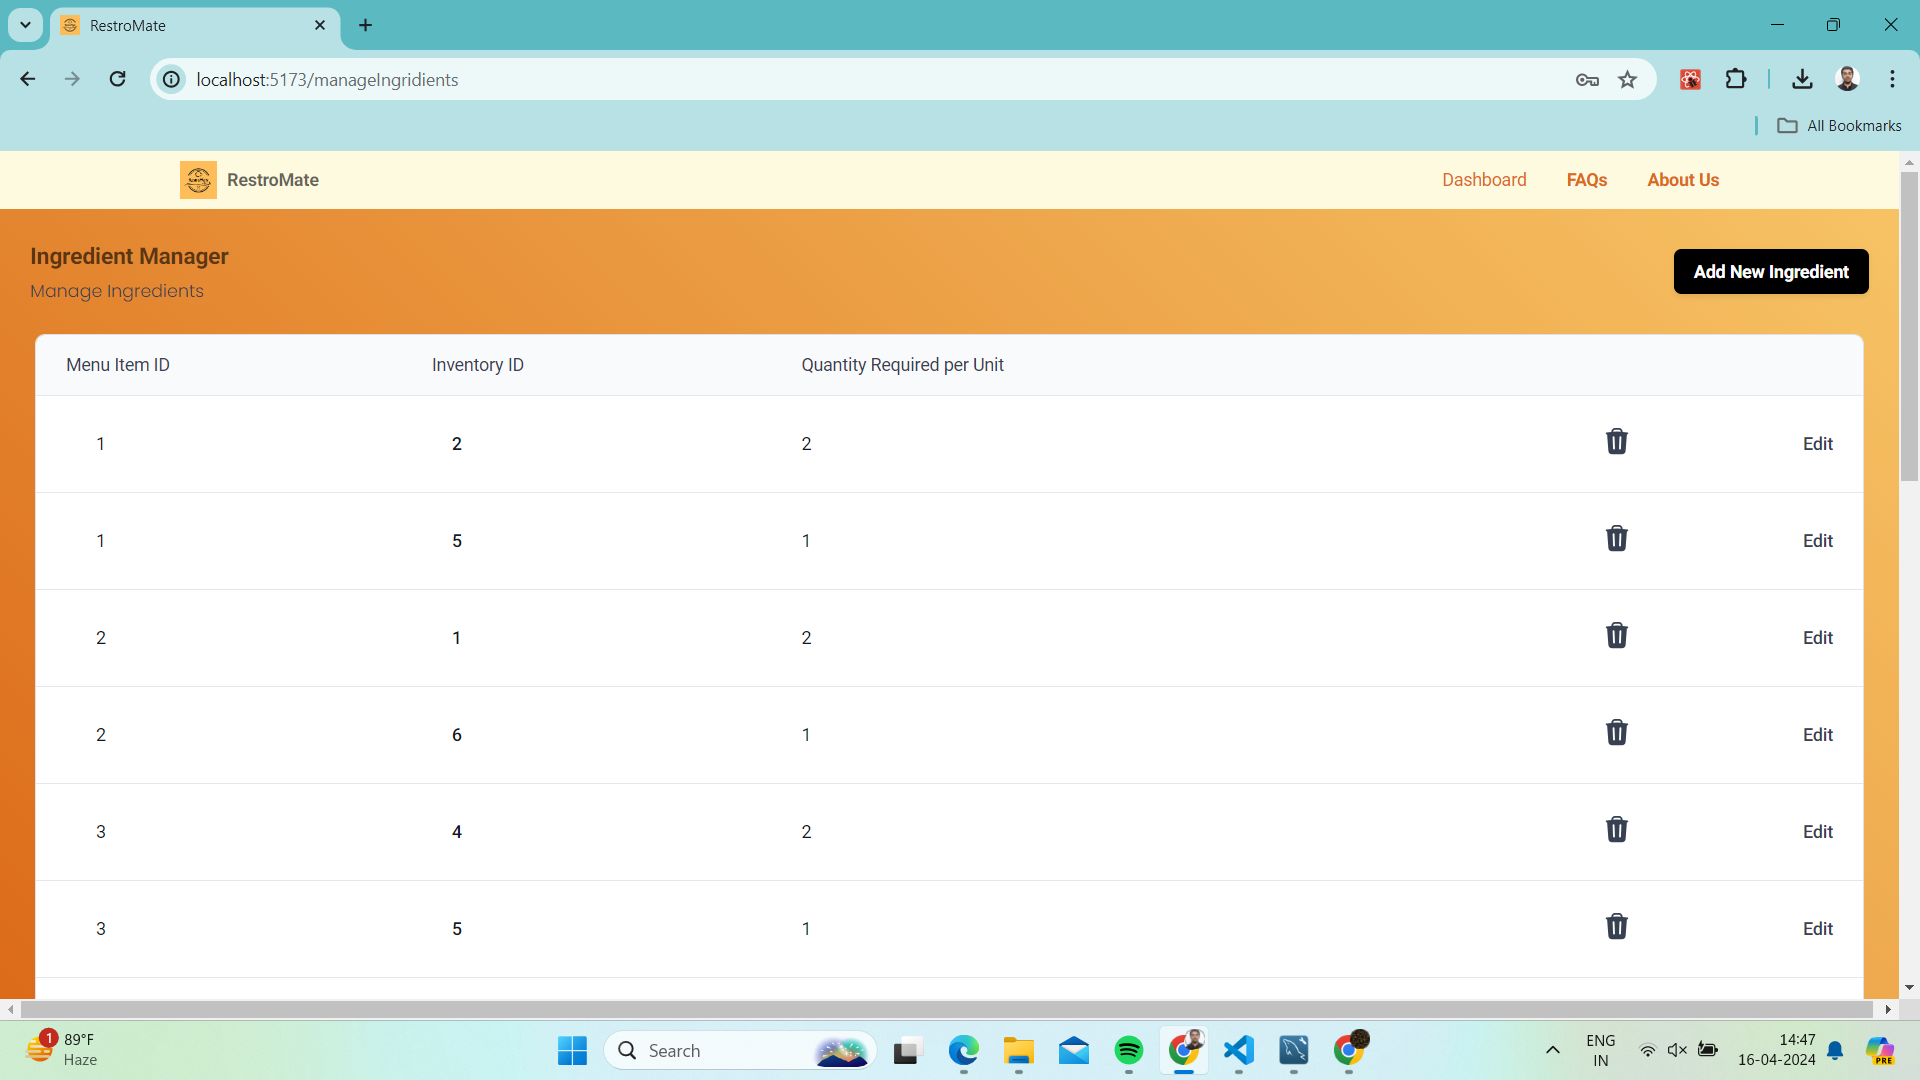 RestroMate
localhost:5173/manageIngridients
All Bookmarks
RestroMate
Dashboard
FAQs
About Us
Ingredient Manager
Manage Ingredients
Add New Ingredient
Menu Item ID Inventory ID Quantity Required per Unit
1 2 2 Edit
1 5 1 Edit
2 1 2 Edit
2 6 1 Edit
3 4 2 Edit
3 5 1 Edit
1
89°F
Haze
Search
ENG
IN
14:47
16-04-2024
PRE